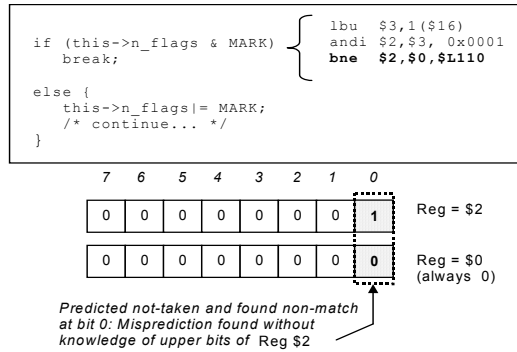 if (this->n_flags & MARK)
break;
else {
this->n_flags|= MARK;
/* continue... */
}
lbu $3,1($16)
andi $2,$3, 0x0001
bne $2,$0,$L110
7 6 5 4 3 2 1 0
0 0 0 0 0 0 0 1 Reg = $2
0 0 0 0 0 0 0 0 Reg = $0
(always 0)
Predicted not-taken and found non-match
at bit 0: Misprediction found without
knowledge of upper bits of Reg $2